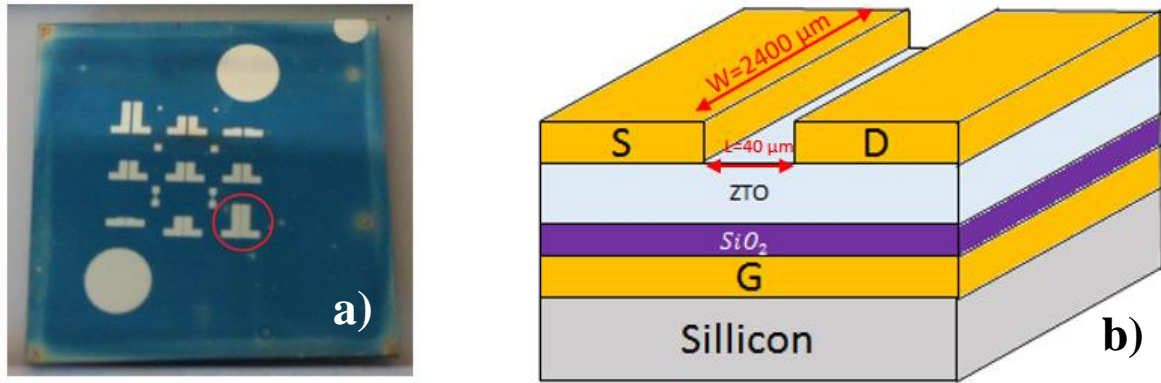 a)
W=2400 μm
S
L=40 μm
D
ZTO
SiO₂
G
Sillicon
b)